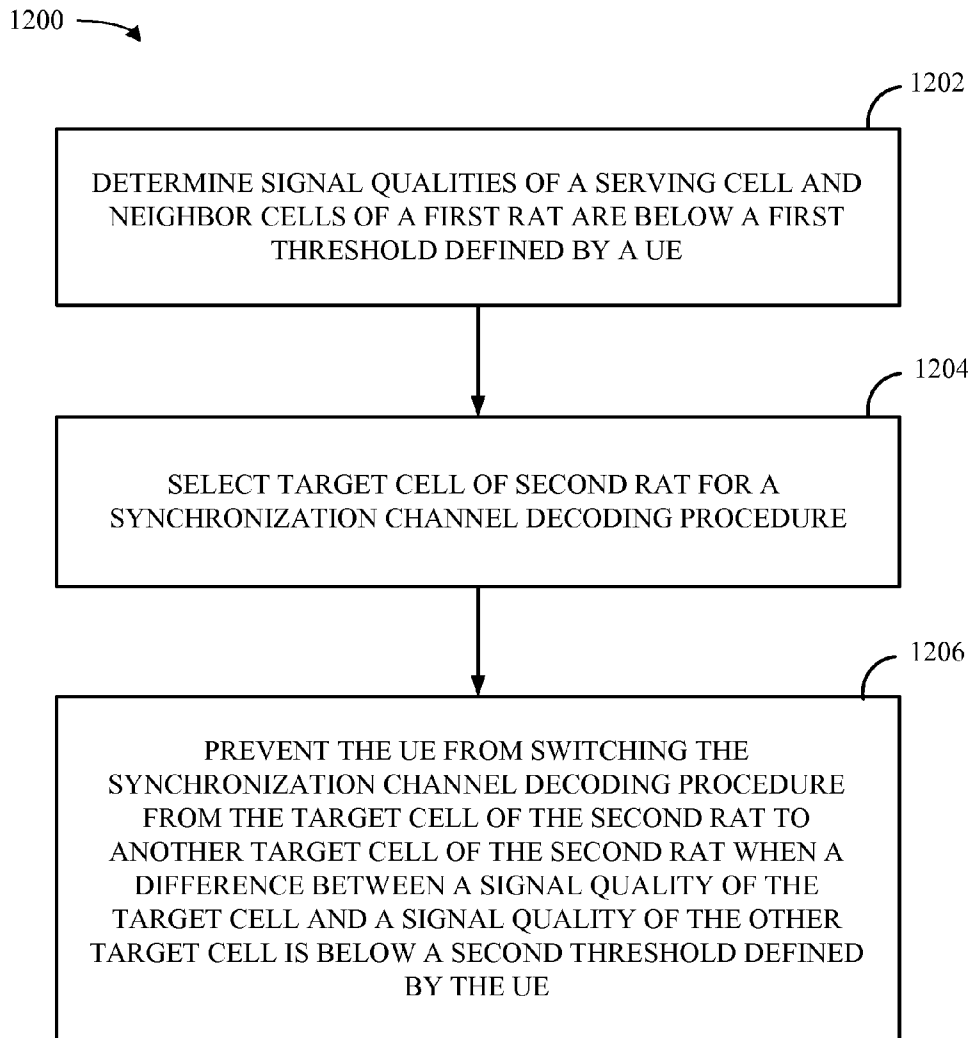 1200
1202
DETERMINE SIGNAL QUALITIES OF A SERVING CELL AND
NEIGHBOR CELLS OF A FIRST RAT ARE BELOW A FIRST
THRESHOLD DEFINED BY A UE
1204
SELECT TARGET CELL OF SECOND RAT FOR A
SYNCHRONIZATION CHANNEL DECODING PROCEDURE
1206
PREVENT THE UE FROM SWITCHING THE
SYNCHRONIZATION CHANNEL DECODING PROCEDURE
FROM THE TARGET CELL OF THE SECOND RAT TO
ANOTHER TARGET CELL OF THE SECOND RAT WHEN A
DIFFERENCE BETWEEN A SIGNAL QUALITY OF THE
TARGET CELL AND A SIGNAL QUALITY OF THE OTHER
TARGET CELL IS BELOW A SECOND THRESHOLD DEFINED
BY THE UE